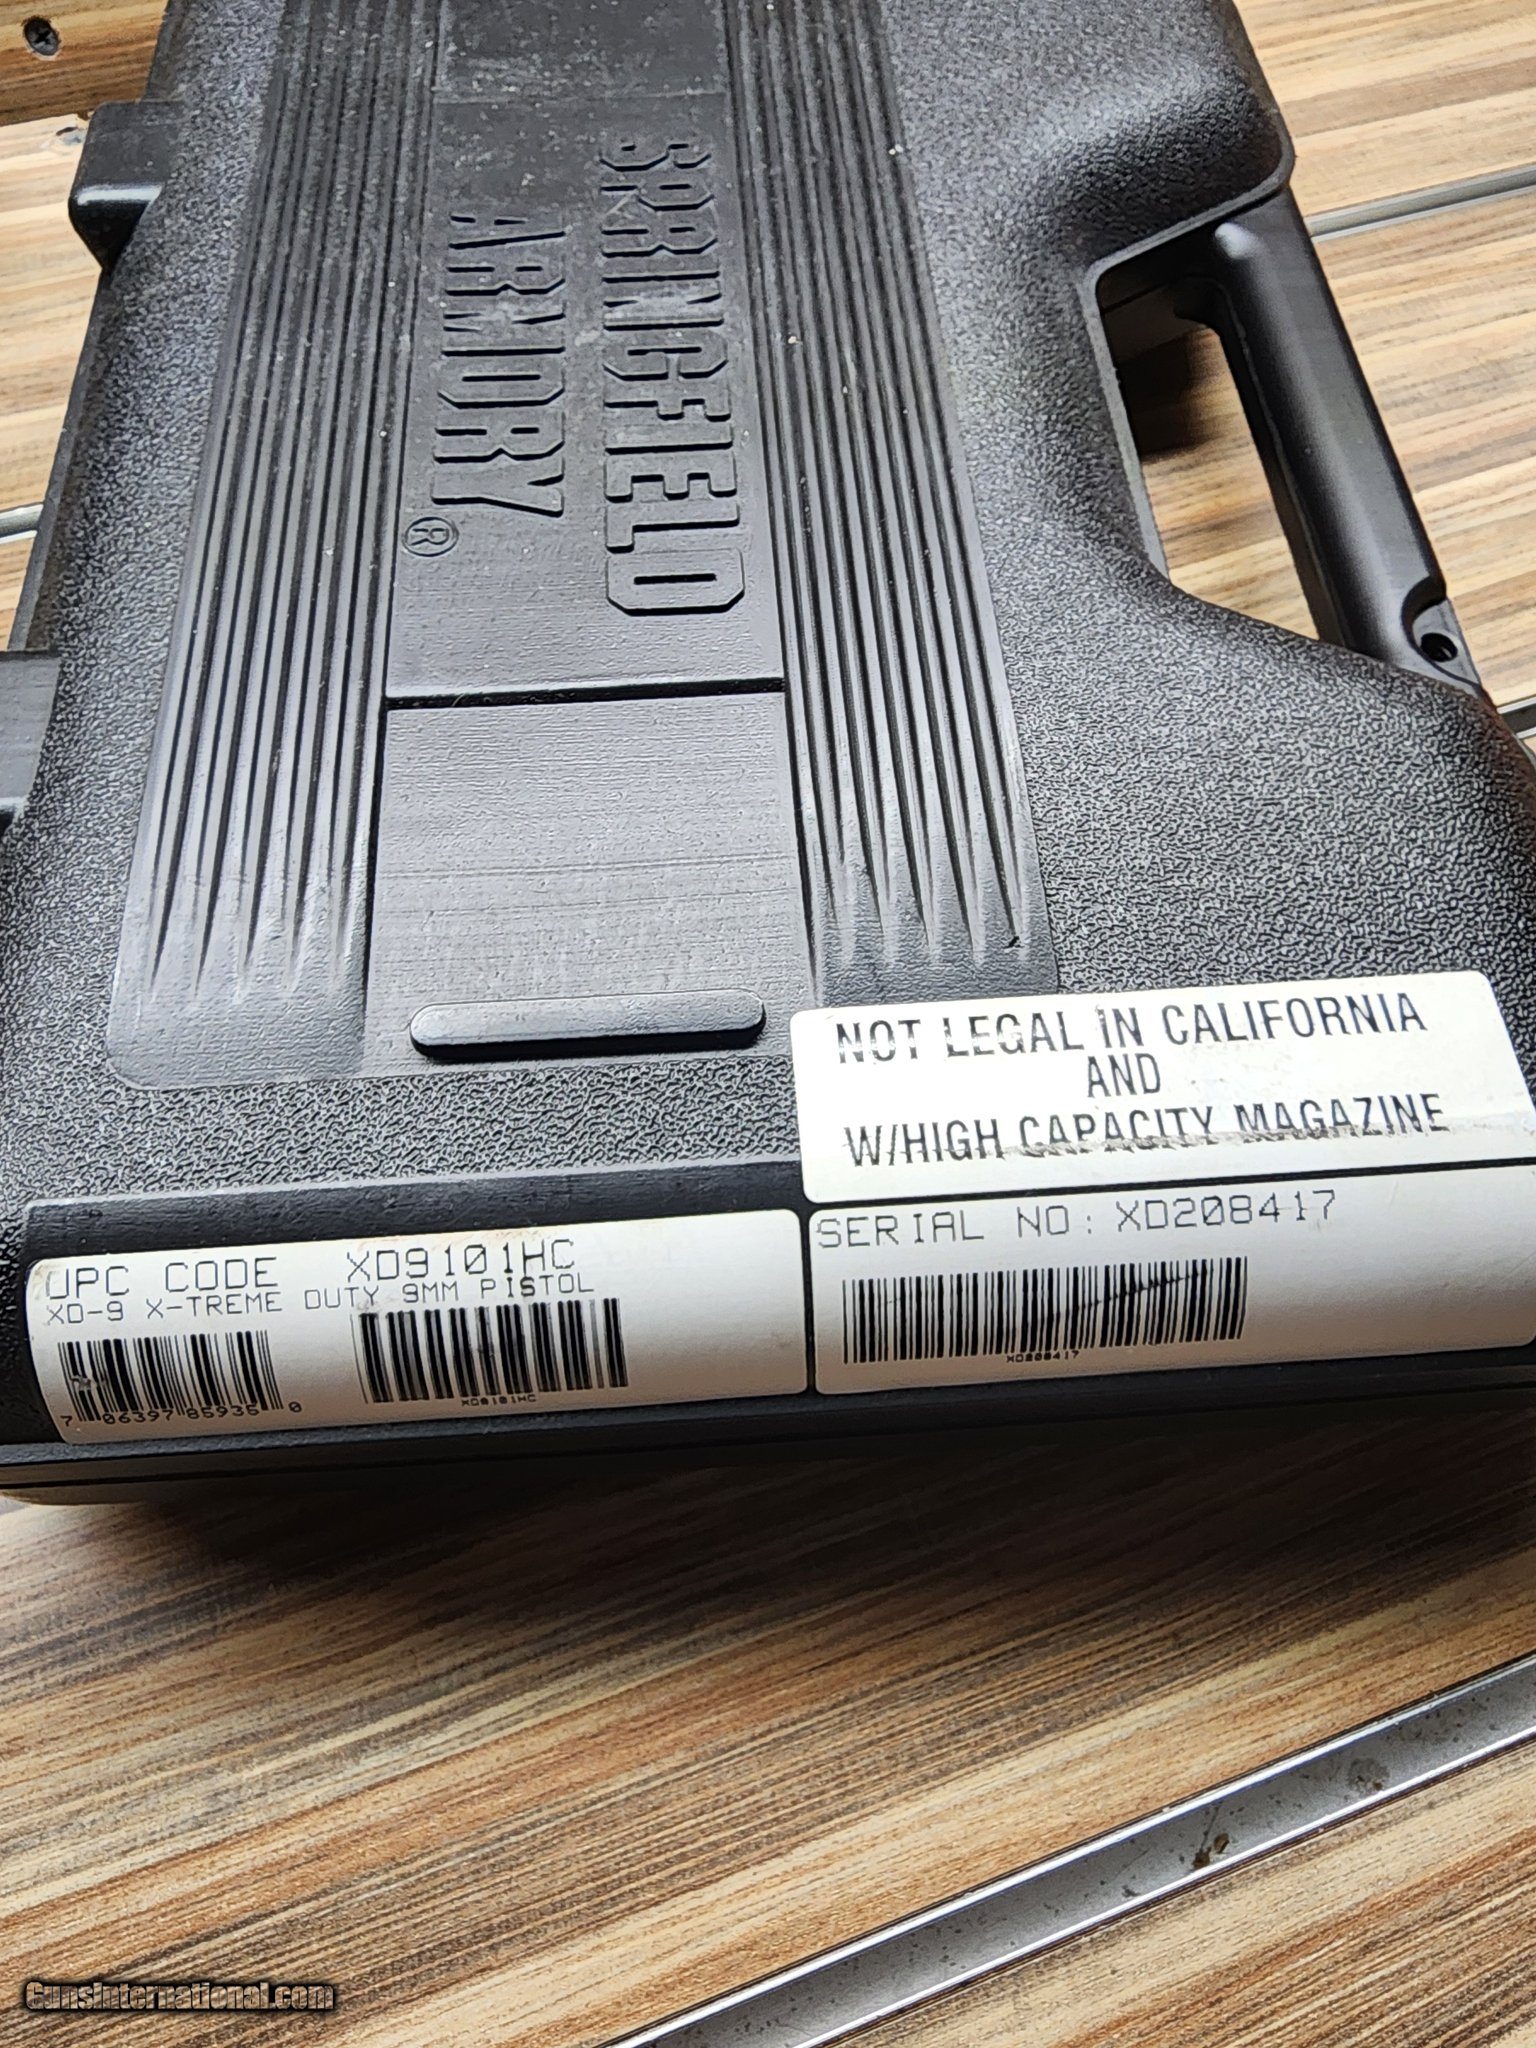 SPRINGFIELD
ARMORY®
NOT LEGAL IN CALIFORNIA
AND
W/HIGH CAPACITY MAGAZINE
SERIAL NO: XD208417
XD208417
UPC CODE XD9101HC
XD-9 X-TREME DUTY 9MM PISTOL
7 06397 85935 0
XD9101HC
GunsInternational.com